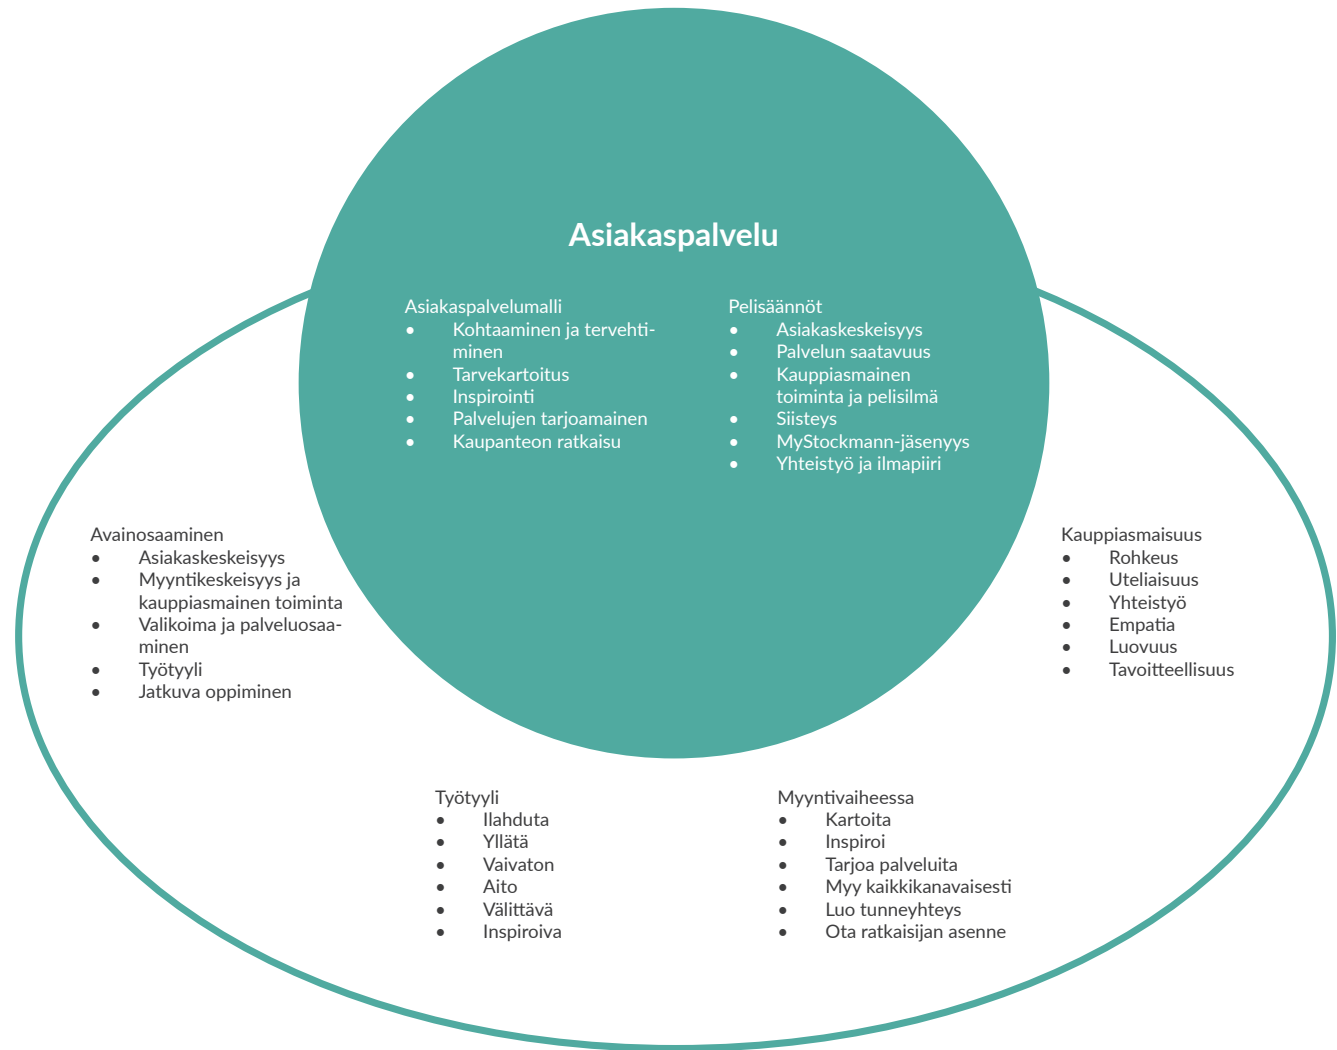 Asiakaspalvelu
Asiakaspalvelumalli
• Kohtaaminen ja tervehti-
minen
• Tarvekartoitus
• Inspirointi
• Palvelujen tarjoamainen
• Kaupanteon ratkaisu
Pelisäännöt
• Asiakaskeskeisyys
• Palvelun saatavuus
• Kauppiasmainen
toiminta ja pelisilmä
• Siisteys
• MyStockmann-jäsenyys
• Yhteistyö ja ilmapiiri
Avainosaaminen
• Asiakaskeskeisyys
• Myyntikeskeisyys ja
kauppiasmainen toiminta
• Valikoima ja palveluosaa-
minen
• Työtyyli
• Jatkuva oppiminen
Kauppiasmaisuus
• Rohkeus
• Uteliaisuus
• Yhteistyö
• Empatia
• Luovuus
• Tavoitteellisuus
Työtyyli
• Ilahduta
• Yllätä
• Vaivaton
• Aito
• Välittävä
• Inspiroiva
Myyntivaiheessa
• Kartoita
• Inspiroi
• Tarjoa palveluita
• Myy kaikkikanavaisesti
• Luo tunneyhteys
• Ota ratkaisijan asenne